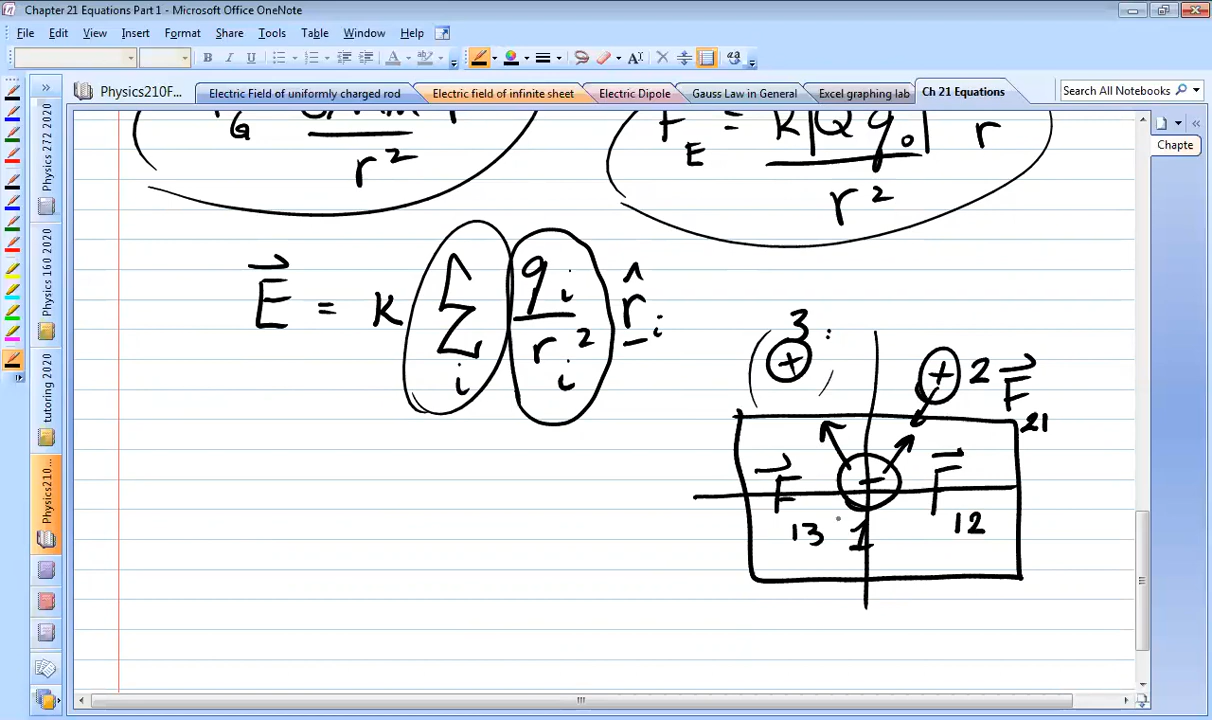 Chapter 21 Equations Part 1 - Microsoft Office OneNote
File Edit View Insert Format Share Tools Table Window Help
Physics210F...
Electric Field of uniformly charged rod
Electric field of infinite sheet
Electric Dipole
Gauss Law in General
Excel graphing lab
Ch 21 Equations
Search All Notebooks
Chapte
Physics 272 2020
Physics 160 2020
tutoring 2020
Physics210...
r²
F_E = k|Q q₀| r
r²
E⃗ = k Σ_i q_i / r_i² r̂_i
3
+
+ 2 F⃗ 21
F⃗ 13
-
1
F⃗ 12